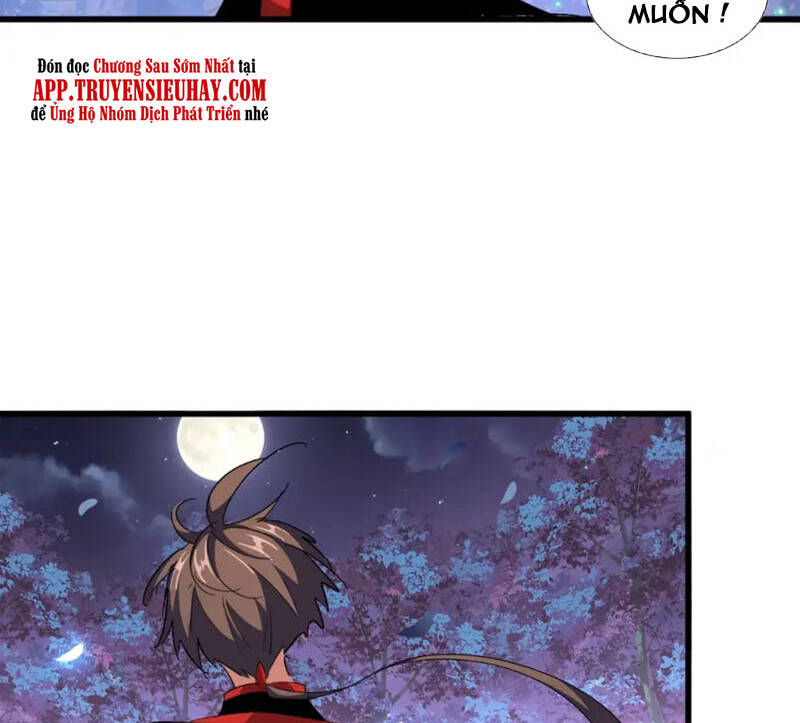 MUỐN !
Đón đọc Chương Sau Sớm Nhất tại
APP.TRUYENSIEUHAY.COM
để Ủng Hộ Nhóm Dịch Phát Triển nhé